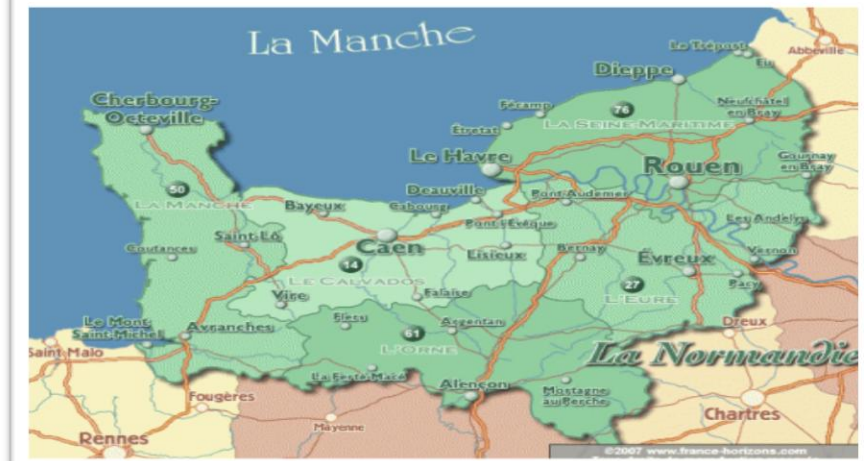 La Manche
Le Tréport
Abbeville
Eu
Dieppe
Cherbourg-
Octeville
Fécamp
76
Neufchâtel
en Bray
Étretat
LA SEINE-MARITIME
Le Havre
Rouen
Gournay
en Bray
50
Deauville
Pont-Audemer
LA MANCHE
Bayeux
Cabourg
Pont-l'Évêque
Les Andelys
Saint-Lô
Caen
Coutances
Lisieux
Bernay
Évreux
Vernon
14
27
Pacy
LE CALVADOS
L'EURE
Vire
Falaise
Le Mont-
Saint-Michel
Avranches
Flers
61
Argentan
Dreux
L'ORNE
Saint Malo
La Normandie
La Ferté-Macé
Alençon
Mortagne
au Perche
Fougères
Chartres
Mayenne
Rennes
©2007 www.france-horizons.com